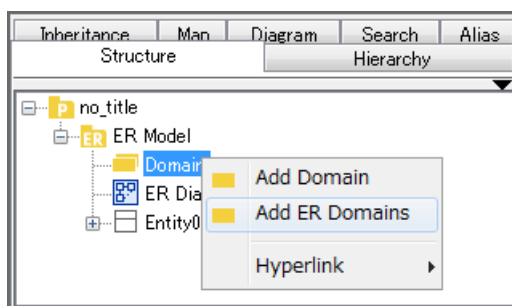 Inheritance Map Diagram Search Alias
Structure Hierarchy
P no_title
ER ER Model
Domain
Add Domain
ER Dia
Add ER Domains
Entity0
Hyperlink